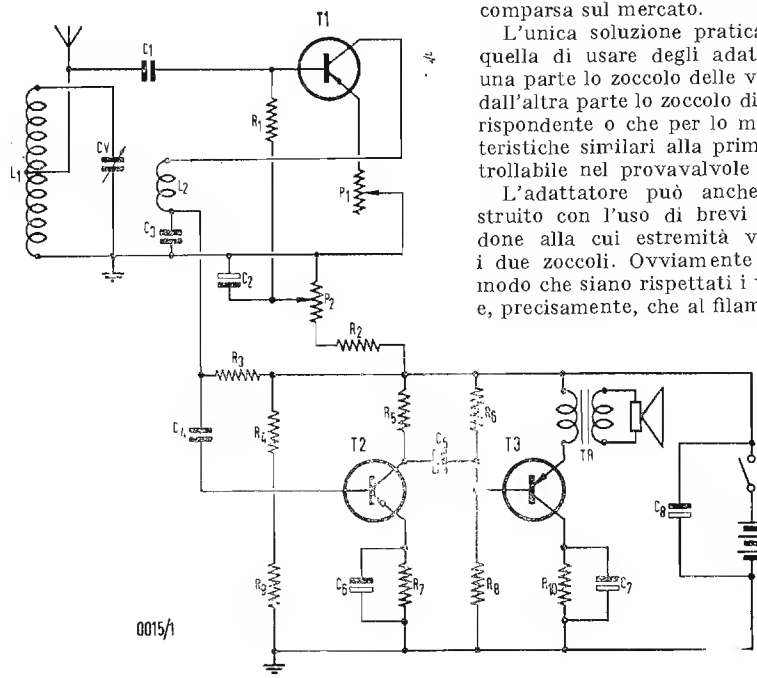 comparsa sul mercato.
L'unica soluzione pratica
quella di usare degli adat
una parte lo zoccolo delle v
dall'altra parte lo zoccolo di
rispondente o che per lo m
teristiche similari alla prim
trollabile nel provavalvole
L'adattatore può anche
struito con l'uso di brevi
done alla cui estremità v
i due zoccoli. Ovviamente
modo che siano rispettati i v
e, precisamente, che al filam
T1
C1
R1
CV
L1
L2
P1
C3
C2
P2
R2
R3
R4
R5
R6
C4
T2
C5
T3
TR
C8
R9
C6
R7
R8
R10
C7
0015/1